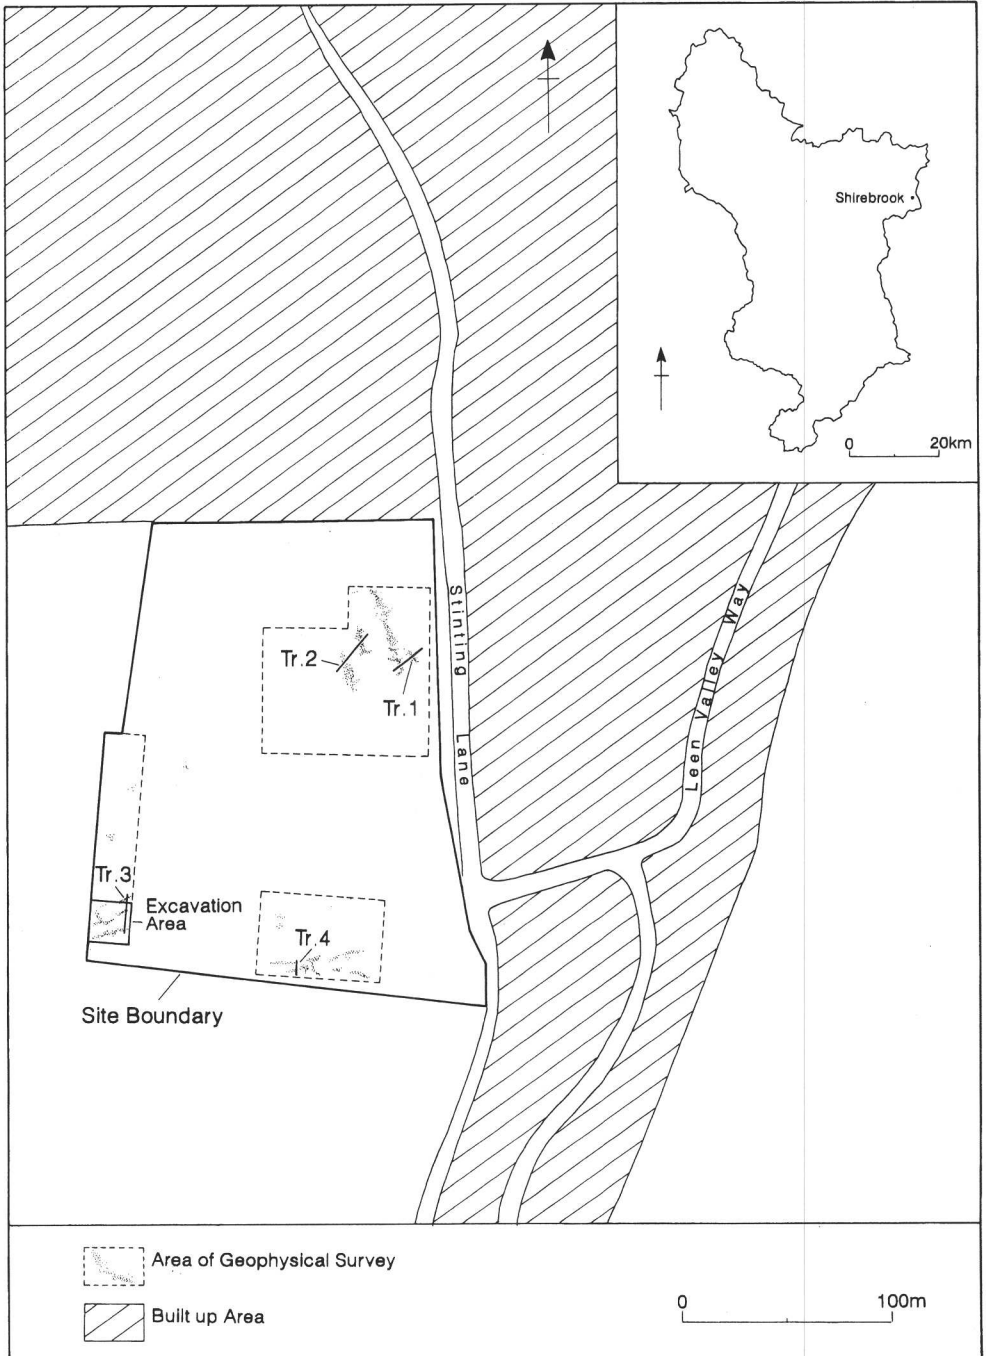 Shirebrook
0 20km
Stinting Lane
Leen Valley Way
Tr.2
Tr.1
Tr.3
Excavation
Area
Tr.4
Site Boundary
Area of Geophysical Survey
Built up Area
0 100m